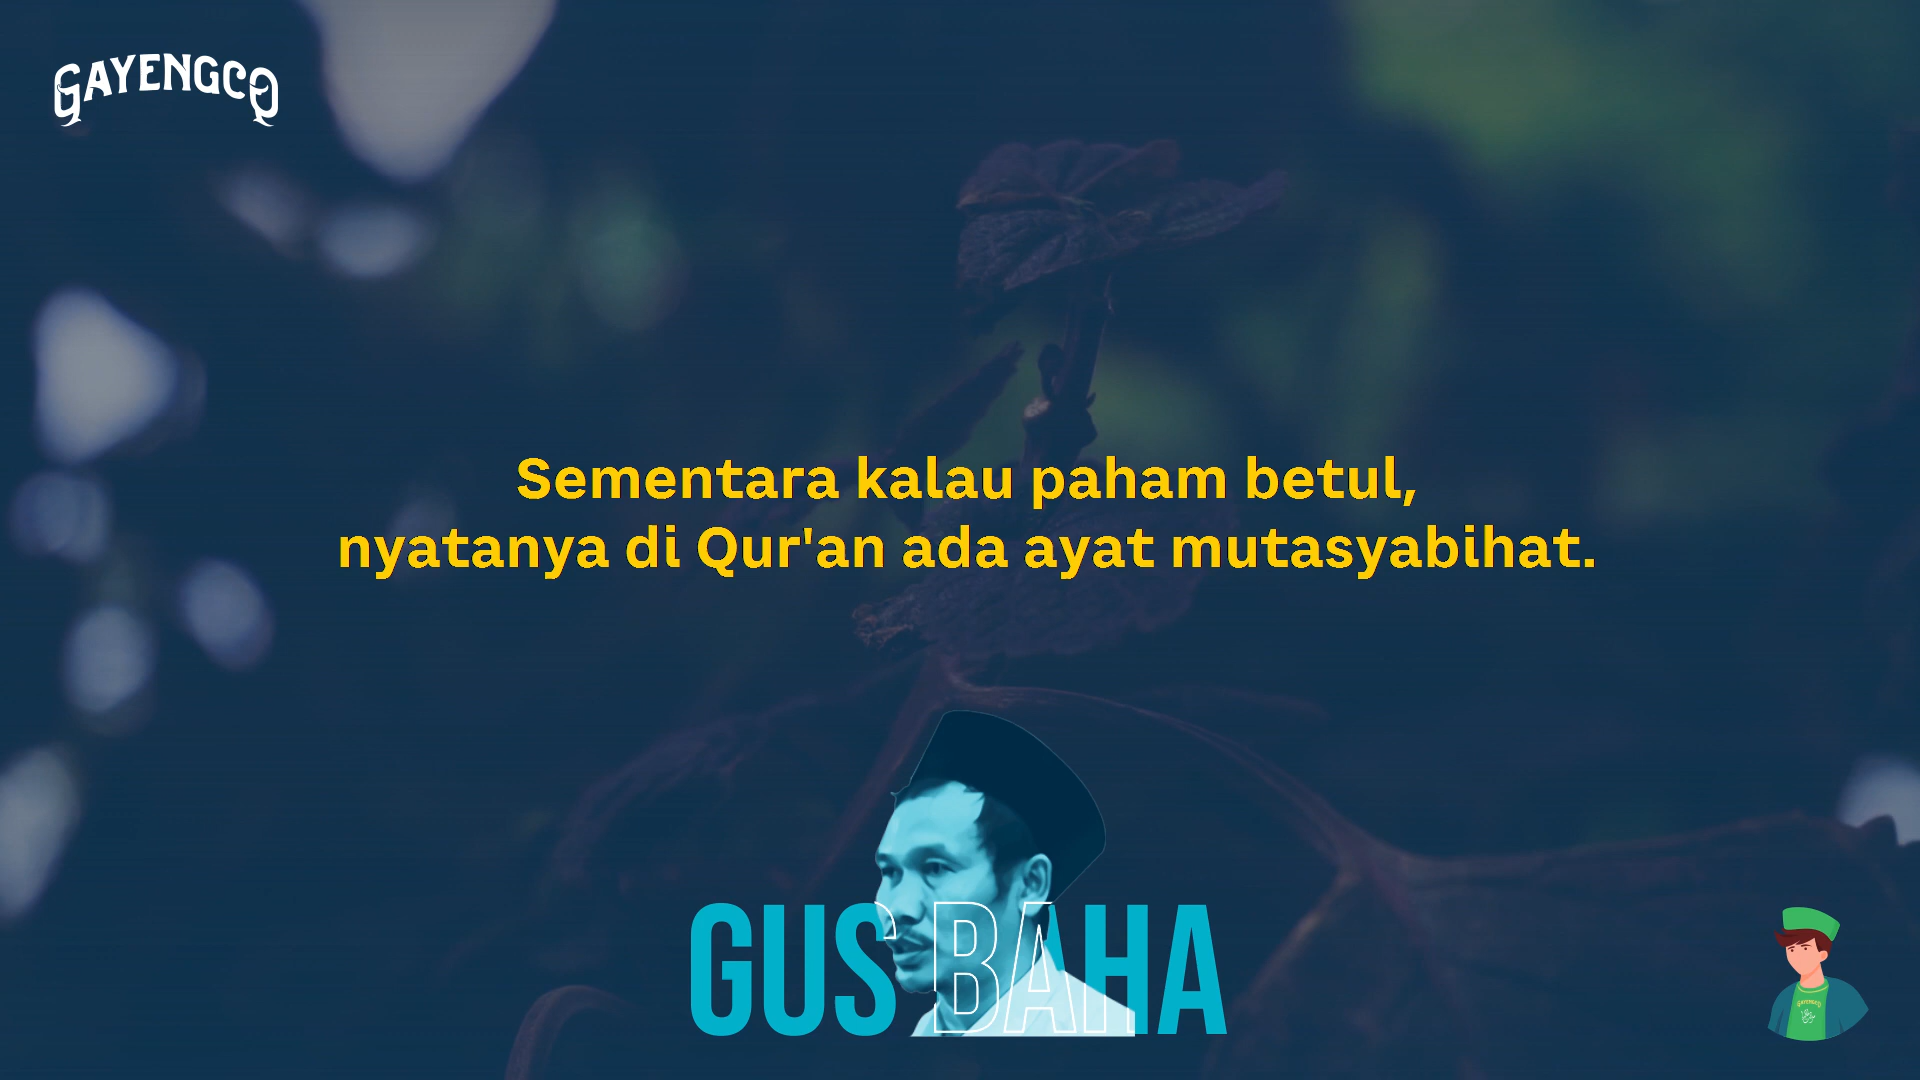 GAYENGCO
Sementara kalau paham betul,
nyatanya di Qur'an ada ayat mutasyabihat.
GUS BAHA